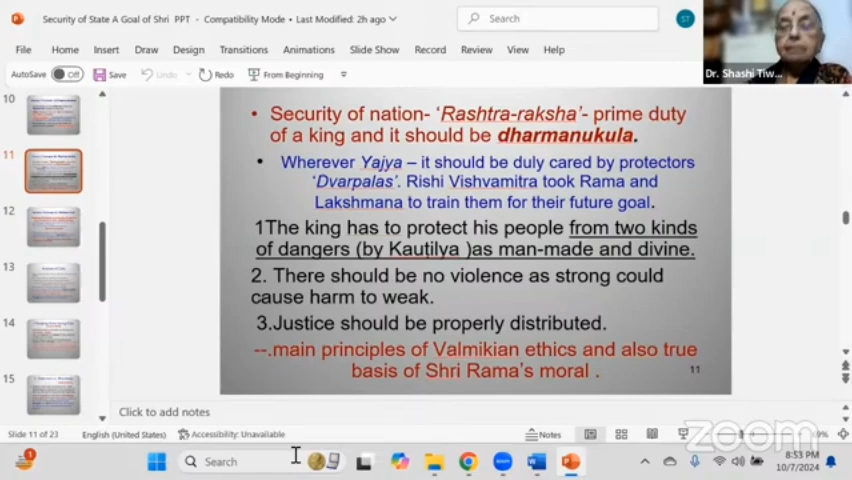 Security of State A Goal of Shri PPT - Compatibility Mode • Last Modified: 2h ago
Search
ST
File Home Insert Draw Design Transitions Animations Slide Show Record Review View Help
AutoSave Off Save Undo Redo From Beginning
Dr. Shashi Tiw...
10
11
12
13
14
15
• Security of nation- ‘Rashtra-raksha’- prime duty
of a king and it should be dharmanukula.
• Wherever Yajya – it should be duly cared by protectors
‘Dvarpalas’. Rishi Vishvamitra took Rama and
Lakshmana to train them for their future goal.
1The king has to protect his people from two kinds
of dangers (by Kauṭilya )as man-made and divine.
2. There should be no violence as strong could
cause harm to weak.
3.Justice should be properly distributed.
--.main principles of Valmikian ethics and also true
basis of Shri Rama’s moral .
11
Click to add notes
Slide 11 of 23 English (United States) Accessibility: Unavailable Notes
zoom
1
Search
8:53 PM
10/7/2024